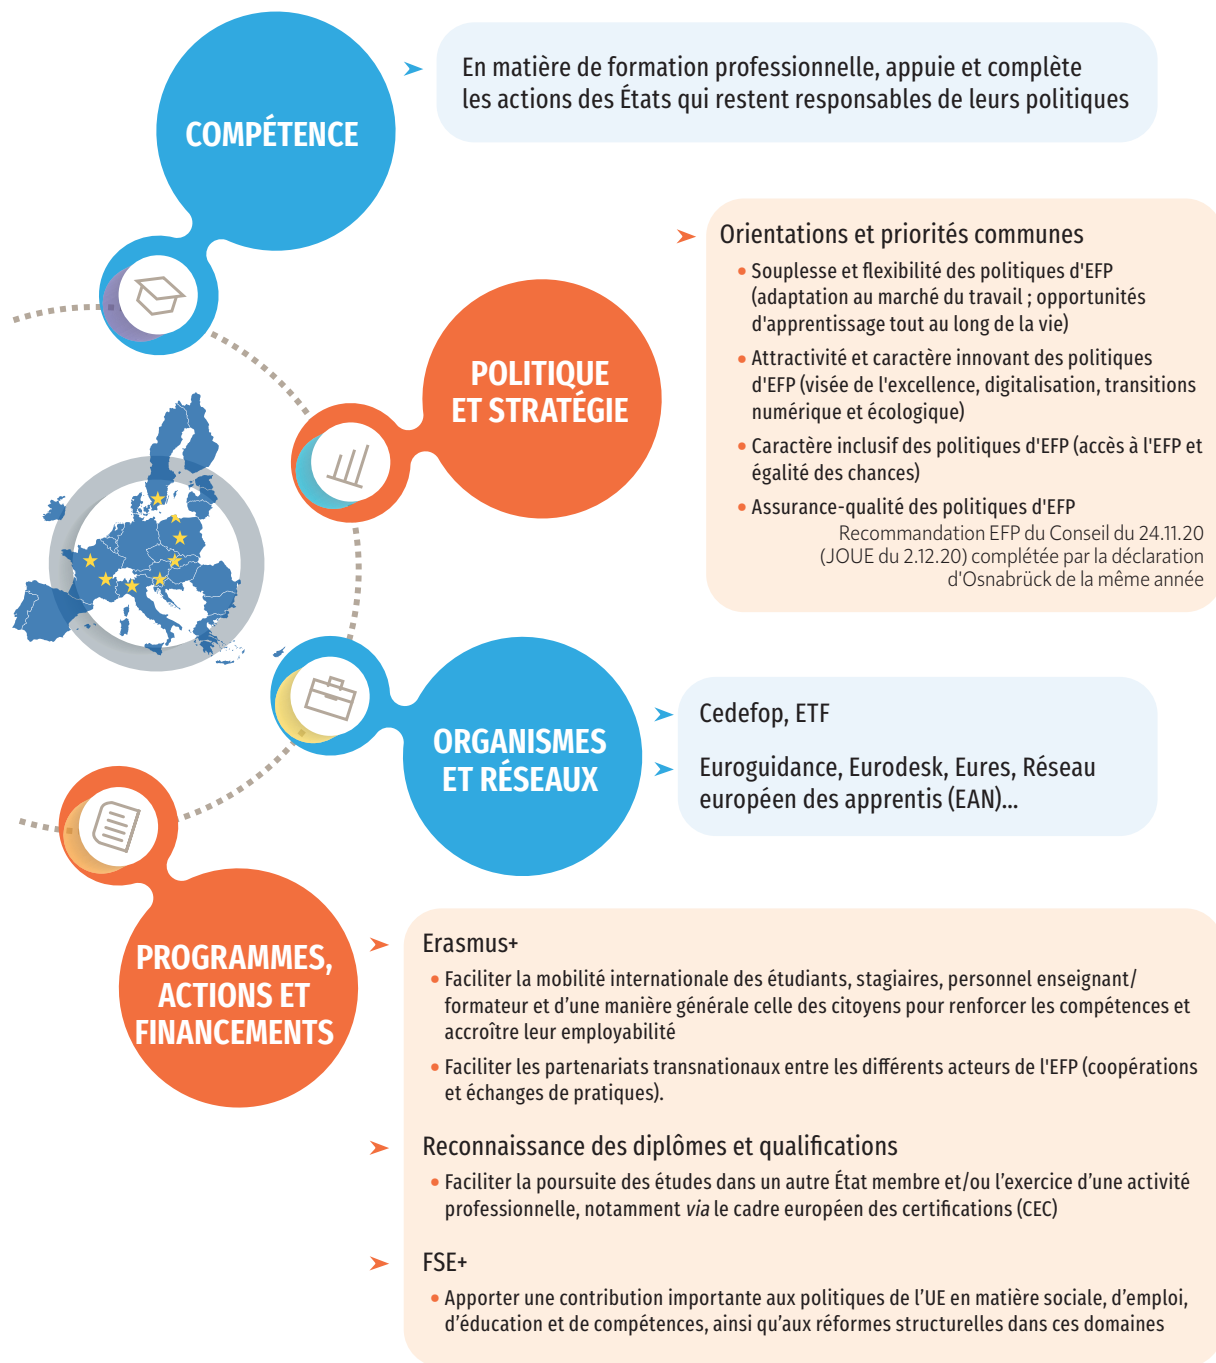 COMPÉTENCE
En matière de formation professionnelle, appuie et complète
les actions des États qui restent responsables de leurs politiques
POLITIQUE
ET STRATÉGIE
Orientations et priorités communes
• Souplesse et flexibilité des politiques d'EFP
(adaptation au marché du travail ; opportunités
d'apprentissage tout au long de la vie)
• Attractivité et caractère innovant des politiques
d'EFP (visée de l'excellence, digitalisation, transitions
numérique et écologique)
• Caractère inclusif des politiques d'EFP (accès à l'EFP et
égalité des chances)
• Assurance-qualité des politiques d'EFP
Recommandation EFP du Conseil du 24.11.20
(JOUE du 2.12.20) complétée par la déclaration
d'Osnabrück de la même année
ORGANISMES
ET RÉSEAUX
Cedefop, ETF
Euroguidance, Eurodesk, Eures, Réseau
européen des apprentis (EAN)...
PROGRAMMES,
ACTIONS ET
FINANCEMENTS
Erasmus+
• Faciliter la mobilité internationale des étudiants, stagiaires, personnel enseignant/
formateur et d’une manière générale celle des citoyens pour renforcer les compétences et
accroître leur employabilité
• Faciliter les partenariats transnationaux entre les différents acteurs de l'EFP (coopérations
et échanges de pratiques).
Reconnaissance des diplômes et qualifications
• Faciliter la poursuite des études dans un autre État membre et/ou l’exercice d’une activité
professionnelle, notamment via le cadre européen des certifications (CEC)
FSE+
• Apporter une contribution importante aux politiques de l’UE en matière sociale, d’emploi,
d’éducation et de compétences, ainsi qu’aux réformes structurelles dans ces domaines